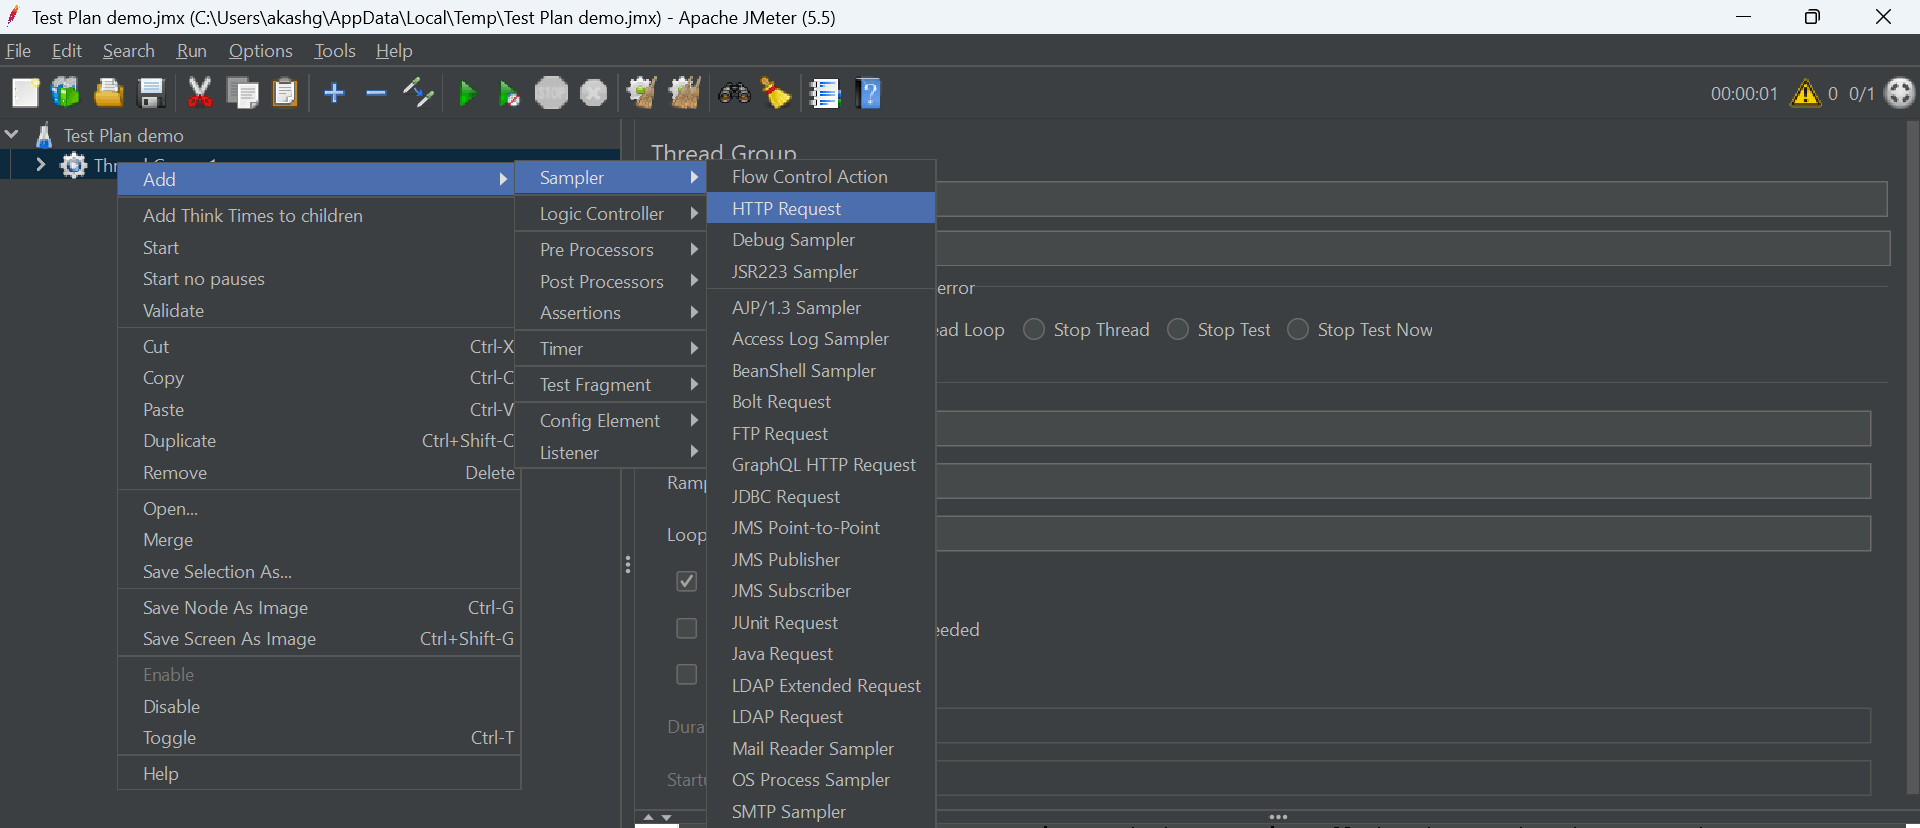 Test Plan demo.jmx (C:\Users\akashg\AppData\Local\Temp\Test Plan demo.jmx) - Apache JMeter (5.5)
File Edit Search Run Options Tools Help
STOP
00:00:01 0 0/1
Test Plan demo
Thread Group
Add
Add Think Times to children
Start
Start no pauses
Validate
Cut Ctrl-X
Copy Ctrl-C
Paste Ctrl-V
Duplicate Ctrl+Shift-C
Remove Delete
Open...
Merge
Save Selection As...
Save Node As Image Ctrl-G
Save Screen As Image Ctrl+Shift-G
Enable
Disable
Toggle Ctrl-T
Help
Sampler
Logic Controller
Pre Processors
Post Processors
Assertions
Timer
Test Fragment
Config Element
Listener
Flow Control Action
HTTP Request
Debug Sampler
JSR223 Sampler
AJP/1.3 Sampler
Access Log Sampler
BeanShell Sampler
Bolt Request
FTP Request
GraphQL HTTP Request
JDBC Request
JMS Point-to-Point
JMS Publisher
JMS Subscriber
JUnit Request
Java Request
LDAP Extended Request
LDAP Request
Mail Reader Sampler
OS Process Sampler
SMTP Sampler
error
ad Loop Stop Thread Stop Test Stop Test Now
Ramp
Loop
eeded
Dura
Startu